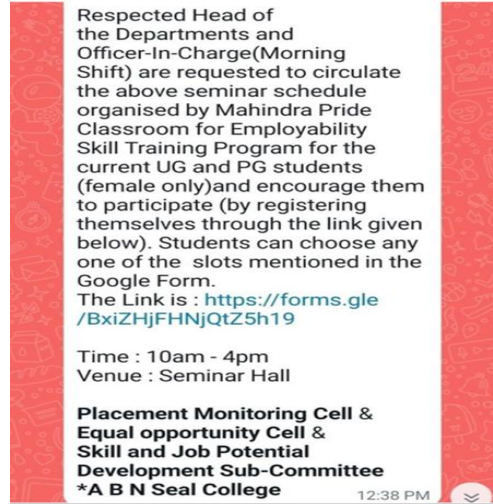 Respected Head of
the Departments and
Officer-In-Charge(Morning
Shift) are requested to circulate
the above seminar schedule
organised by Mahindra Pride
Classroom for Employability
Skill Training Program for the
current UG and PG students
(female only)and encourage them
to participate (by registering
themselves through the link given
below). Students can choose any
one of the  slots mentioned in the
Google Form.
The Link is : https://forms.gle
/BxiZHjFHNjQtZ5h19
Time : 10am - 4pm
Venue : Seminar Hall
Placement Monitoring Cell &
Equal opportunity Cell &
Skill and Job Potential
Development Sub-Committee
*A B N Seal College
12:38 PM